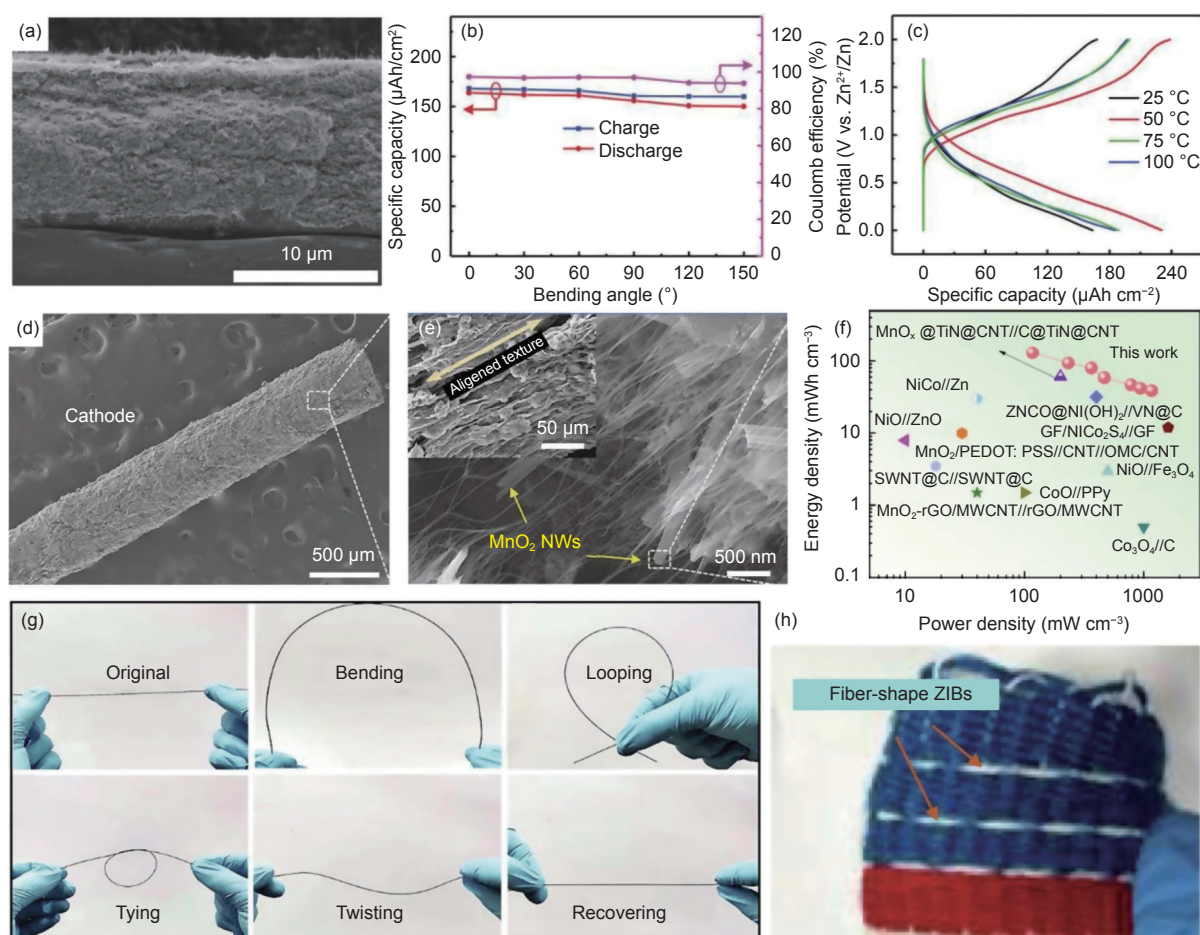 (a)
10 µm
(b)
Specific capacity (µAh/cm²)
200
150
100
50
0
Charge
Discharge
0 30 60 90 120 150
Bending angle (°)
100
80
60
40
20
0
Coulomb efficiency (%)
(c)
Potential (V vs. Zn²⁺/Zn)
2.0
1.5
1.0
0.5
0.0
25 °C
50 °C
75 °C
100 °C
0 60 120 180 240
Specific capacity (µAh cm⁻²)
(d)
Cathode
500 µm
(e)
Aligened texture
50 µm
MnO₂ NWs
500 nm
(f)
Energy density (mWh cm⁻³)
100
10
1
0.1
MnOₓ @TiN@CNT//C@TiN@CNT
This work
NiCo//Zn
ZNCO@NI(OH)₂//VN@C
NiO//ZnO
GF/NICo₂S₄//GF
MnO₂/PEDOT: PSS//CNT//OMC/CNT
SWNT@C//SWNT@C
NiO//Fe₃O₄
CoO//PPy
MnO₂-rGO/MWCNT//rGO/MWCNT
Co₃O₄//C
10 100 1000
Power density (mW cm⁻³)
(g)
Original
Bending
Looping
Tying
Twisting
Recovering
(h)
Fiber-shape ZIBs